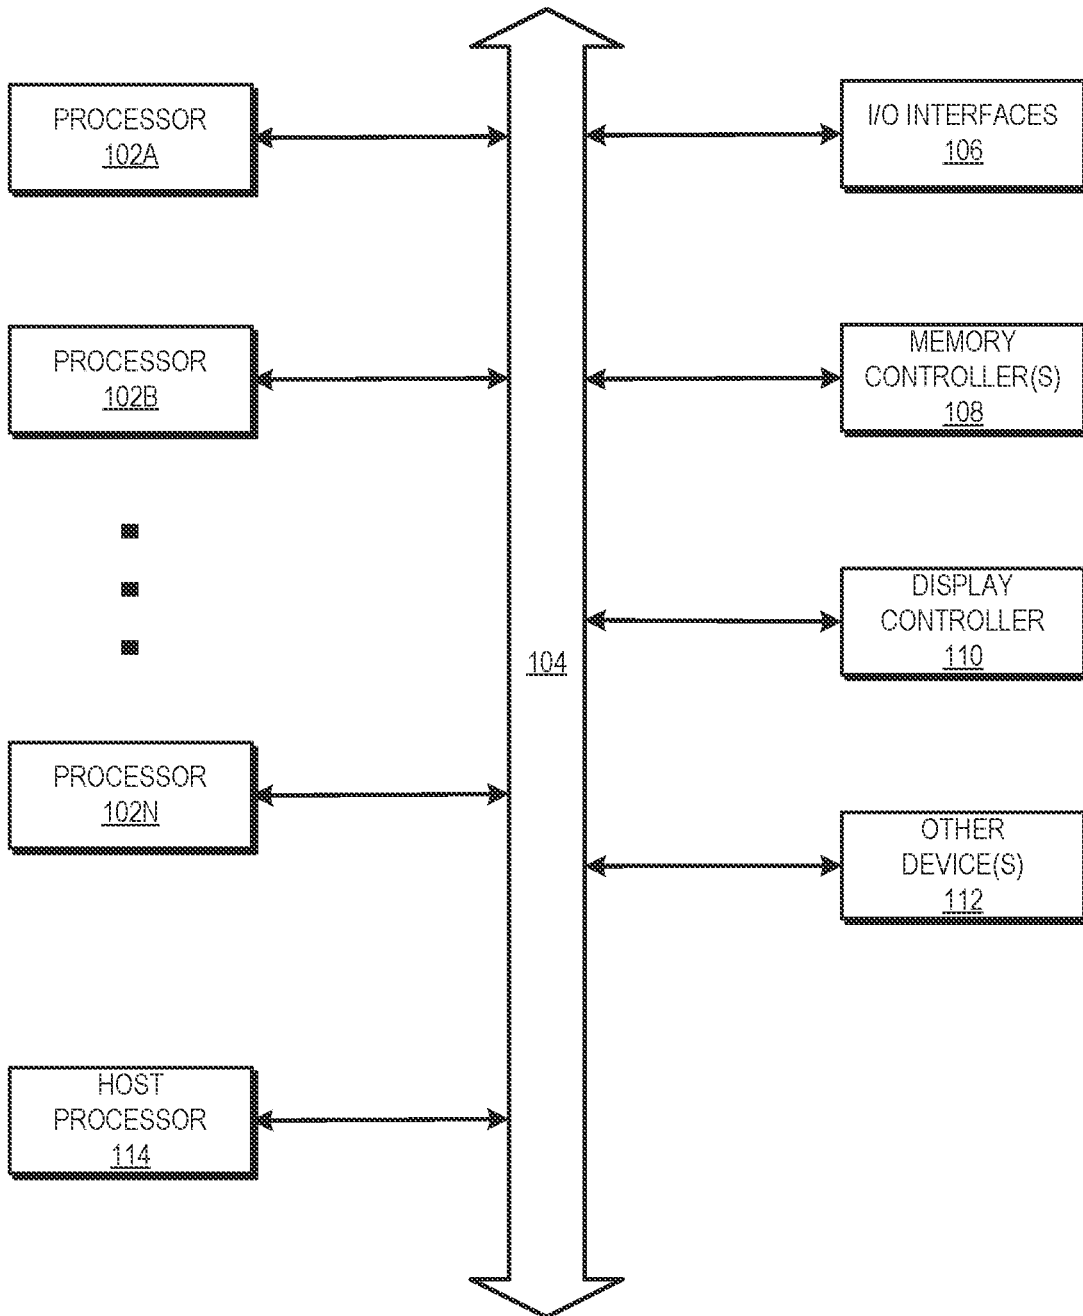 PROCESSOR
102A
PROCESSOR
102B
PROCESSOR
102N
HOST
PROCESSOR
114
104
I/O INTERFACES
106
MEMORY
CONTROLLER(S)
108
DISPLAY
CONTROLLER
110
OTHER
DEVICE(S)
112